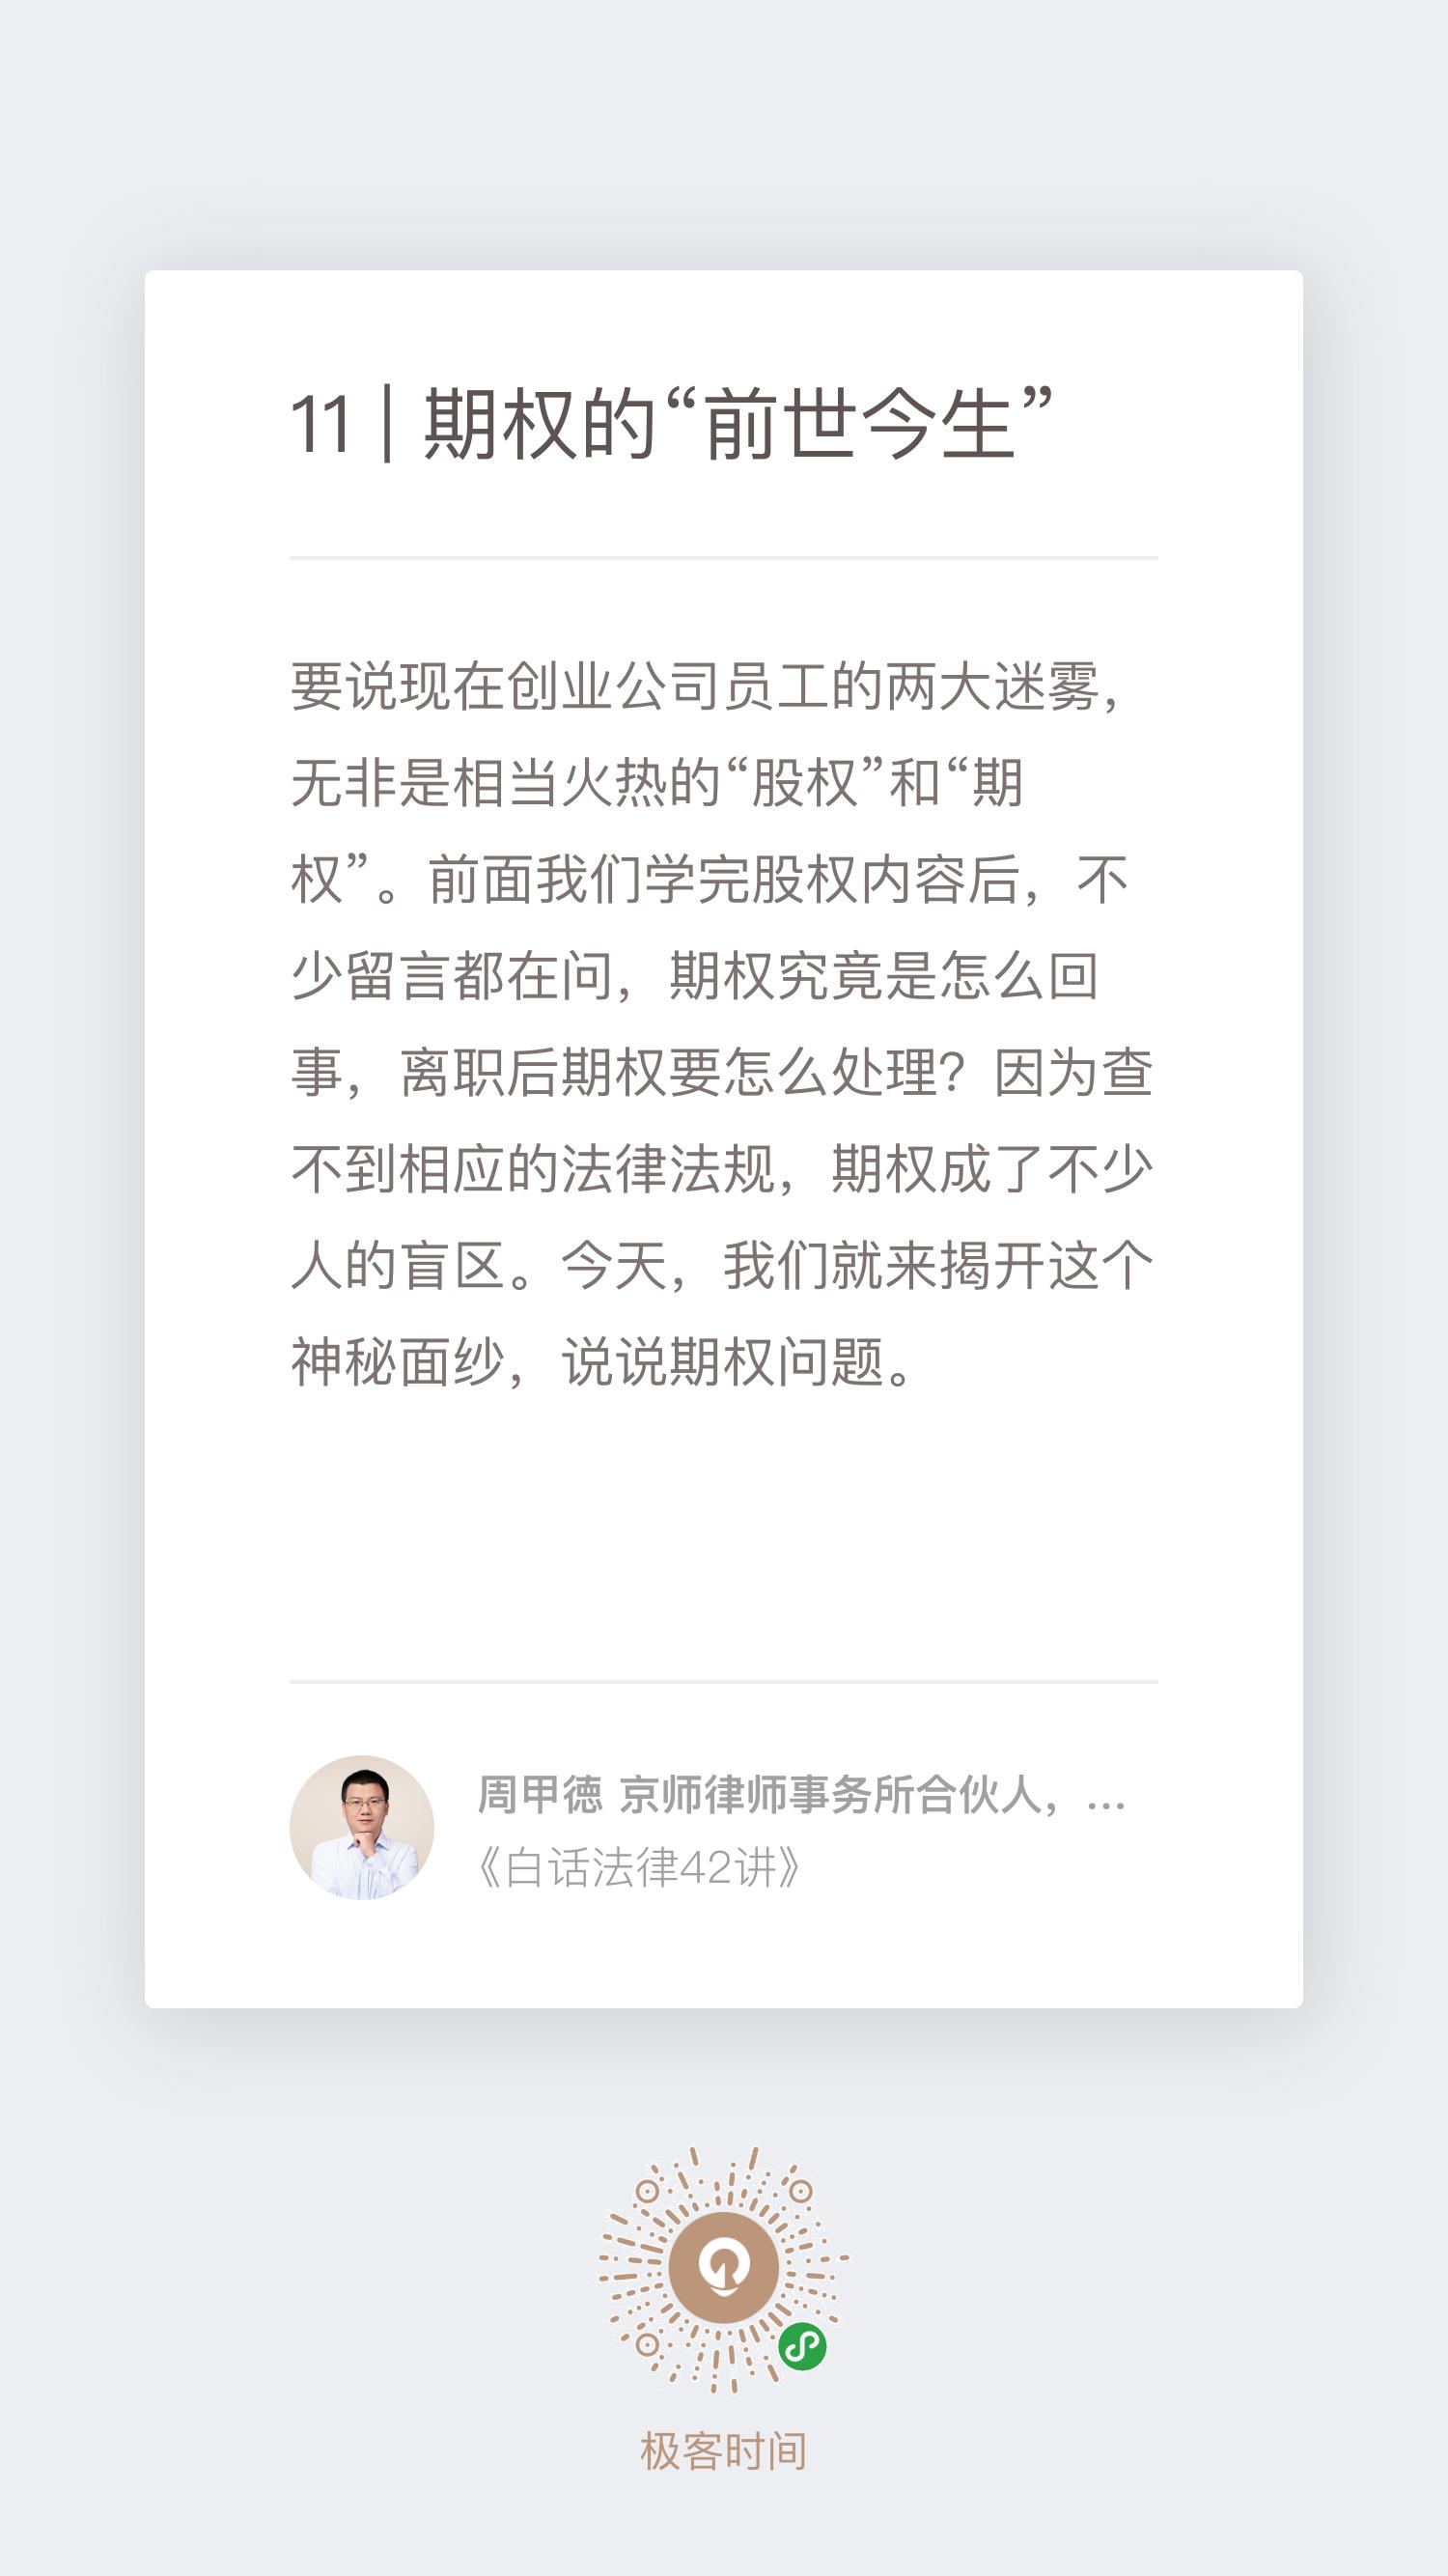 11 | 期权的“前世今生”
要说现在创业公司员工的两大迷雾，
无非是相当火热的“股权”和“期
权”。前面我们学完股权内容后，不
少留言都在问，期权究竟是怎么回
事，离职后期权要怎么处理？因为查
不到相应的法律法规，期权成了不少
人的盲区。今天，我们就来揭开这个
神秘面纱，说说期权问题。
周甲德 京师律师事务所合伙人，...
《白话法律42讲》
极客时间